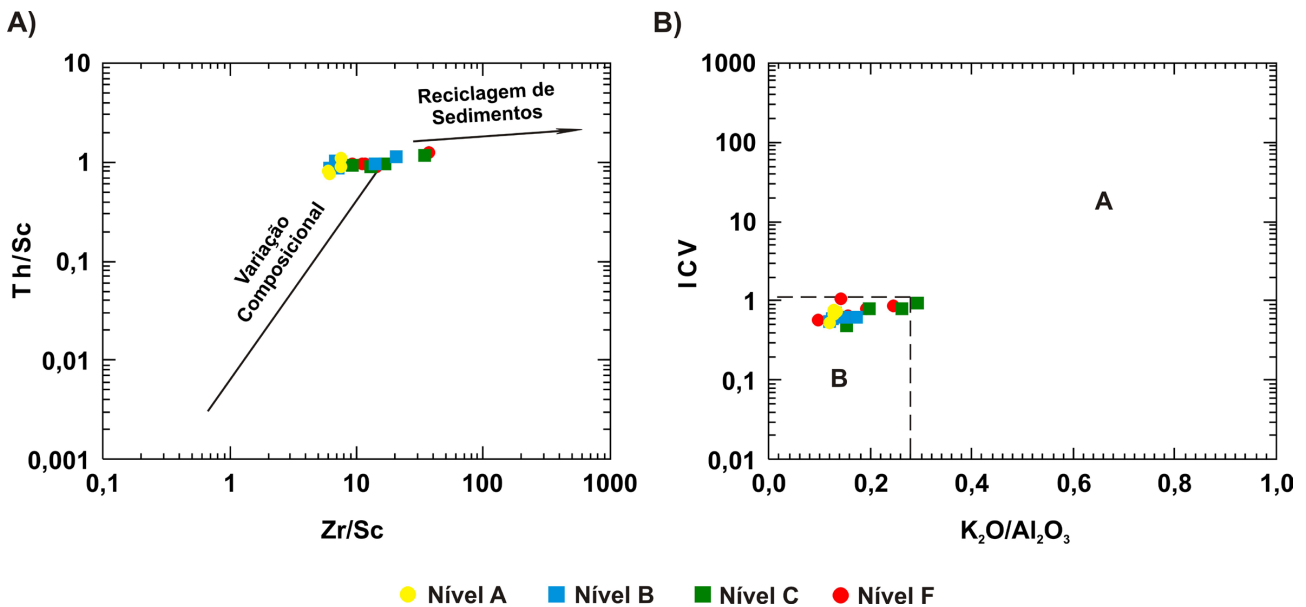 A)
10
1
0,1
0,01
0,001
Th/Sc
0,1
1
10
100
1000
Zr/Sc
Reciclagem de
Sedimentos
Variação
Composicional
B)
1000
100
10
1
0,1
0,01
ICV
A
B
0,0
0,2
0,4
0,6
0,8
1,0
K₂O/Al₂O₃
Nível A
Nível B
Nível C
Nível F